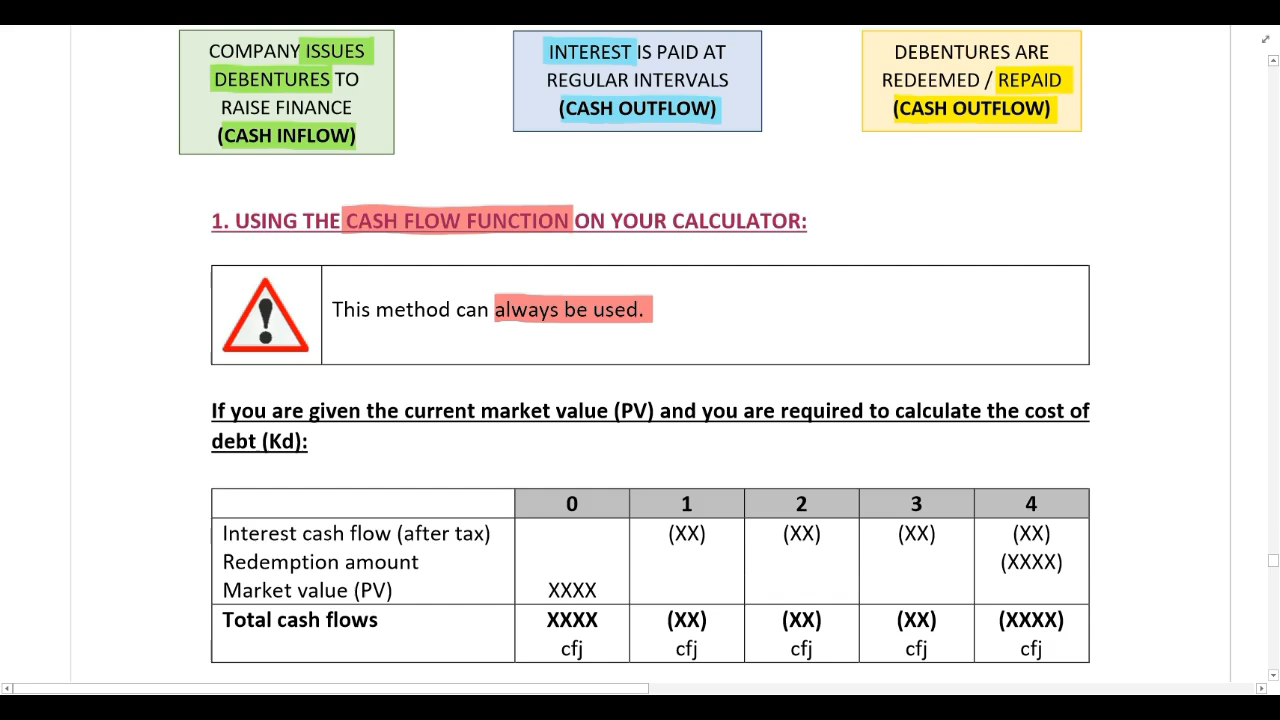 COMPANY ISSUES
DEBENTURES TO
RAISE FINANCE
(CASH INFLOW)
INTEREST IS PAID AT
REGULAR INTERVALS
(CASH OUTFLOW)
DEBENTURES ARE
REDEEMED / REPAID
(CASH OUTFLOW)
1. USING THE CASH FLOW FUNCTION ON YOUR CALCULATOR:
This method can always be used.
If you are given the current market value (PV) and you are required to calculate the cost of
debt (Kd):
0 1 2 3 4
Interest cash flow (after tax) (XX) (XX) (XX) (XX)
Redemption amount (XXXX)
Market value (PV) XXXX
Total cash flows XXXX (XX) (XX) (XX) (XXXX)
cfj cfj cfj cfj cfj